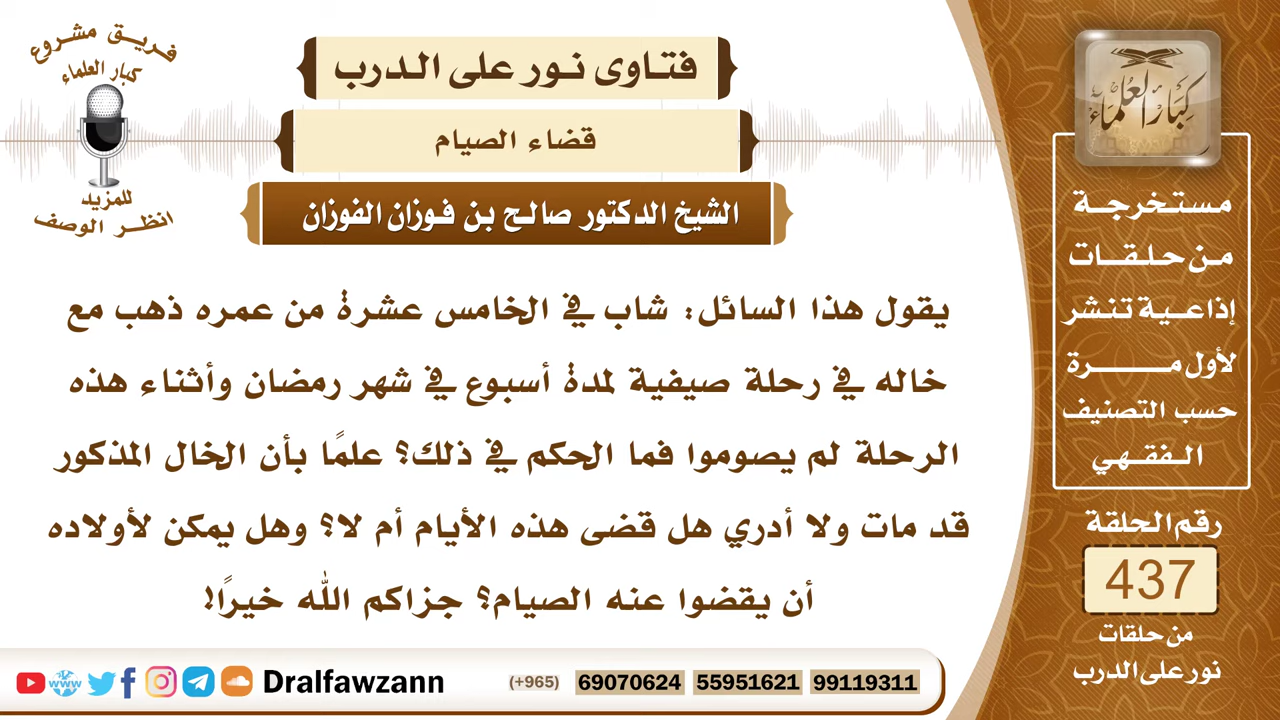 فريق مشروع
كبار العلماء
للمزيد
انظر الوصف
فتاوى نور على الدرب
قضاء الصيام
الشيخ الدكتور صالح بن فوزان الفوزان
يقول هذا السائل: شاب في الخامس عشرة من عمره ذهب مع
خاله في رحلة صيفية لمدة أسبوع في شهر رمضان وأثناء هذه
الرحلة لم يصوموا فما الحكم في ذلك؟ علمًا بأن الخال المذكور
قد مات ولا أدري هل قضى هذه الأيام أم لا؟ وهل يمكن لأولاده
أن يقضوا عنه الصيام؟ جزاكم الله خيرًا!
كبار العلماء
مستخرجة
من حلقات
إذاعية تنشر
لأول مرة
حسب التصنيف
الفقهي
رقم الحلقة
437
من حلقات
نور على الدرب
www Dralfawzann (+965) 69070624 55951621 99119311